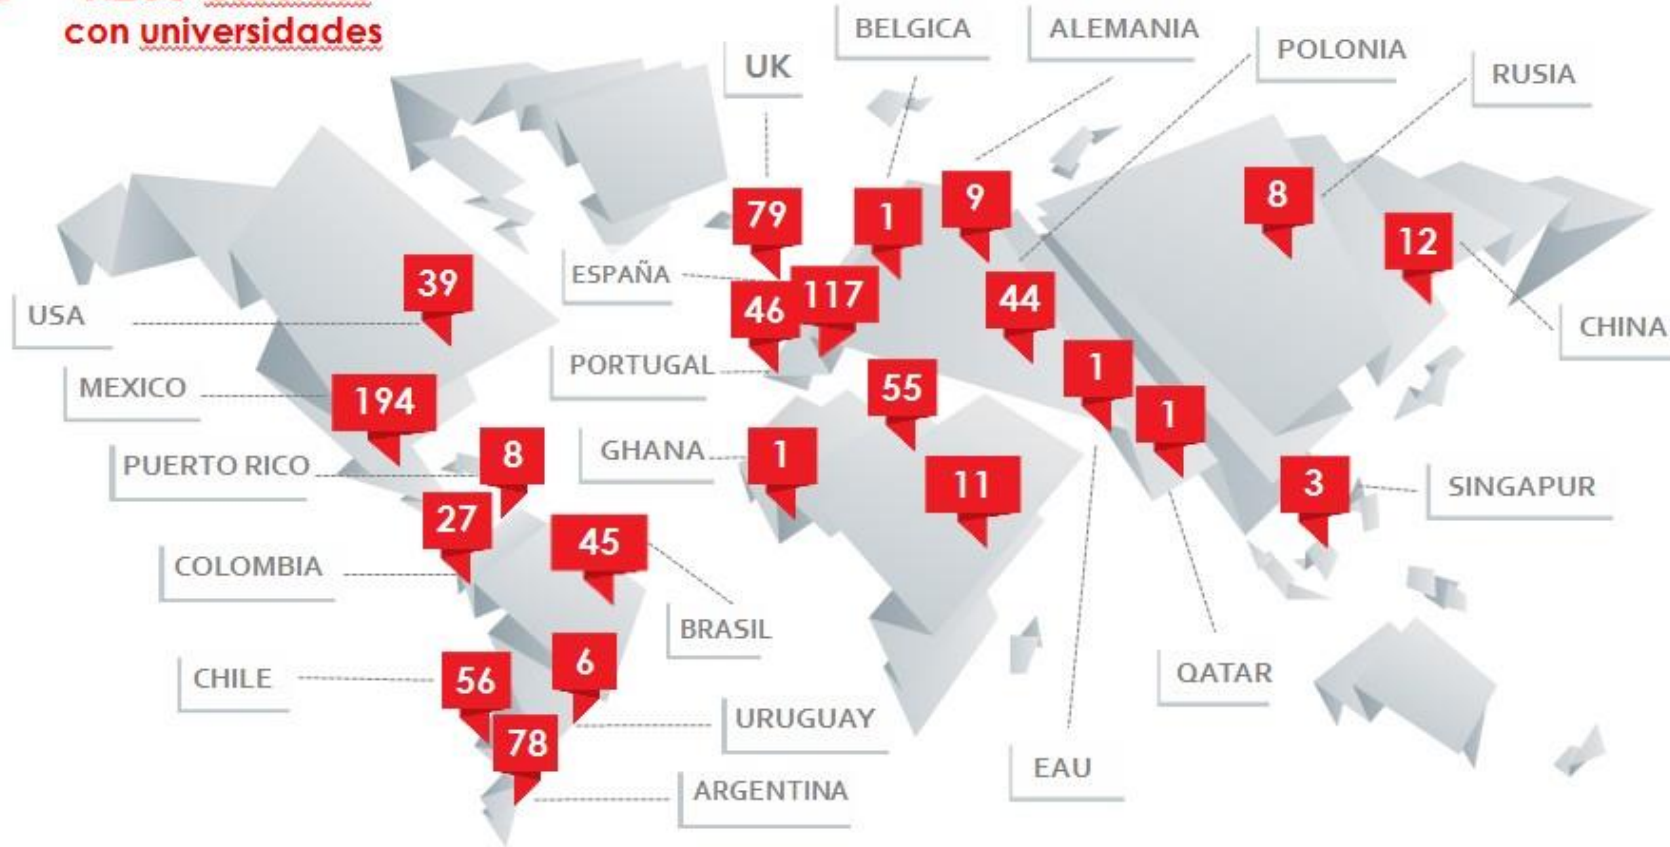 con universidades
UK
BELGICA
ALEMANIA
POLONIA
RUSIA
79
1
9
8
12
ESPAÑA
39
46
117
44
USA
CHINA
PORTUGAL
MEXICO
194
55
1
1
PUERTO RICO
8
GHANA
1
11
3
SINGAPUR
27
45
COLOMBIA
BRASIL
CHILE
56
6
QATAR
URUGUAY
78
EAU
ARGENTINA